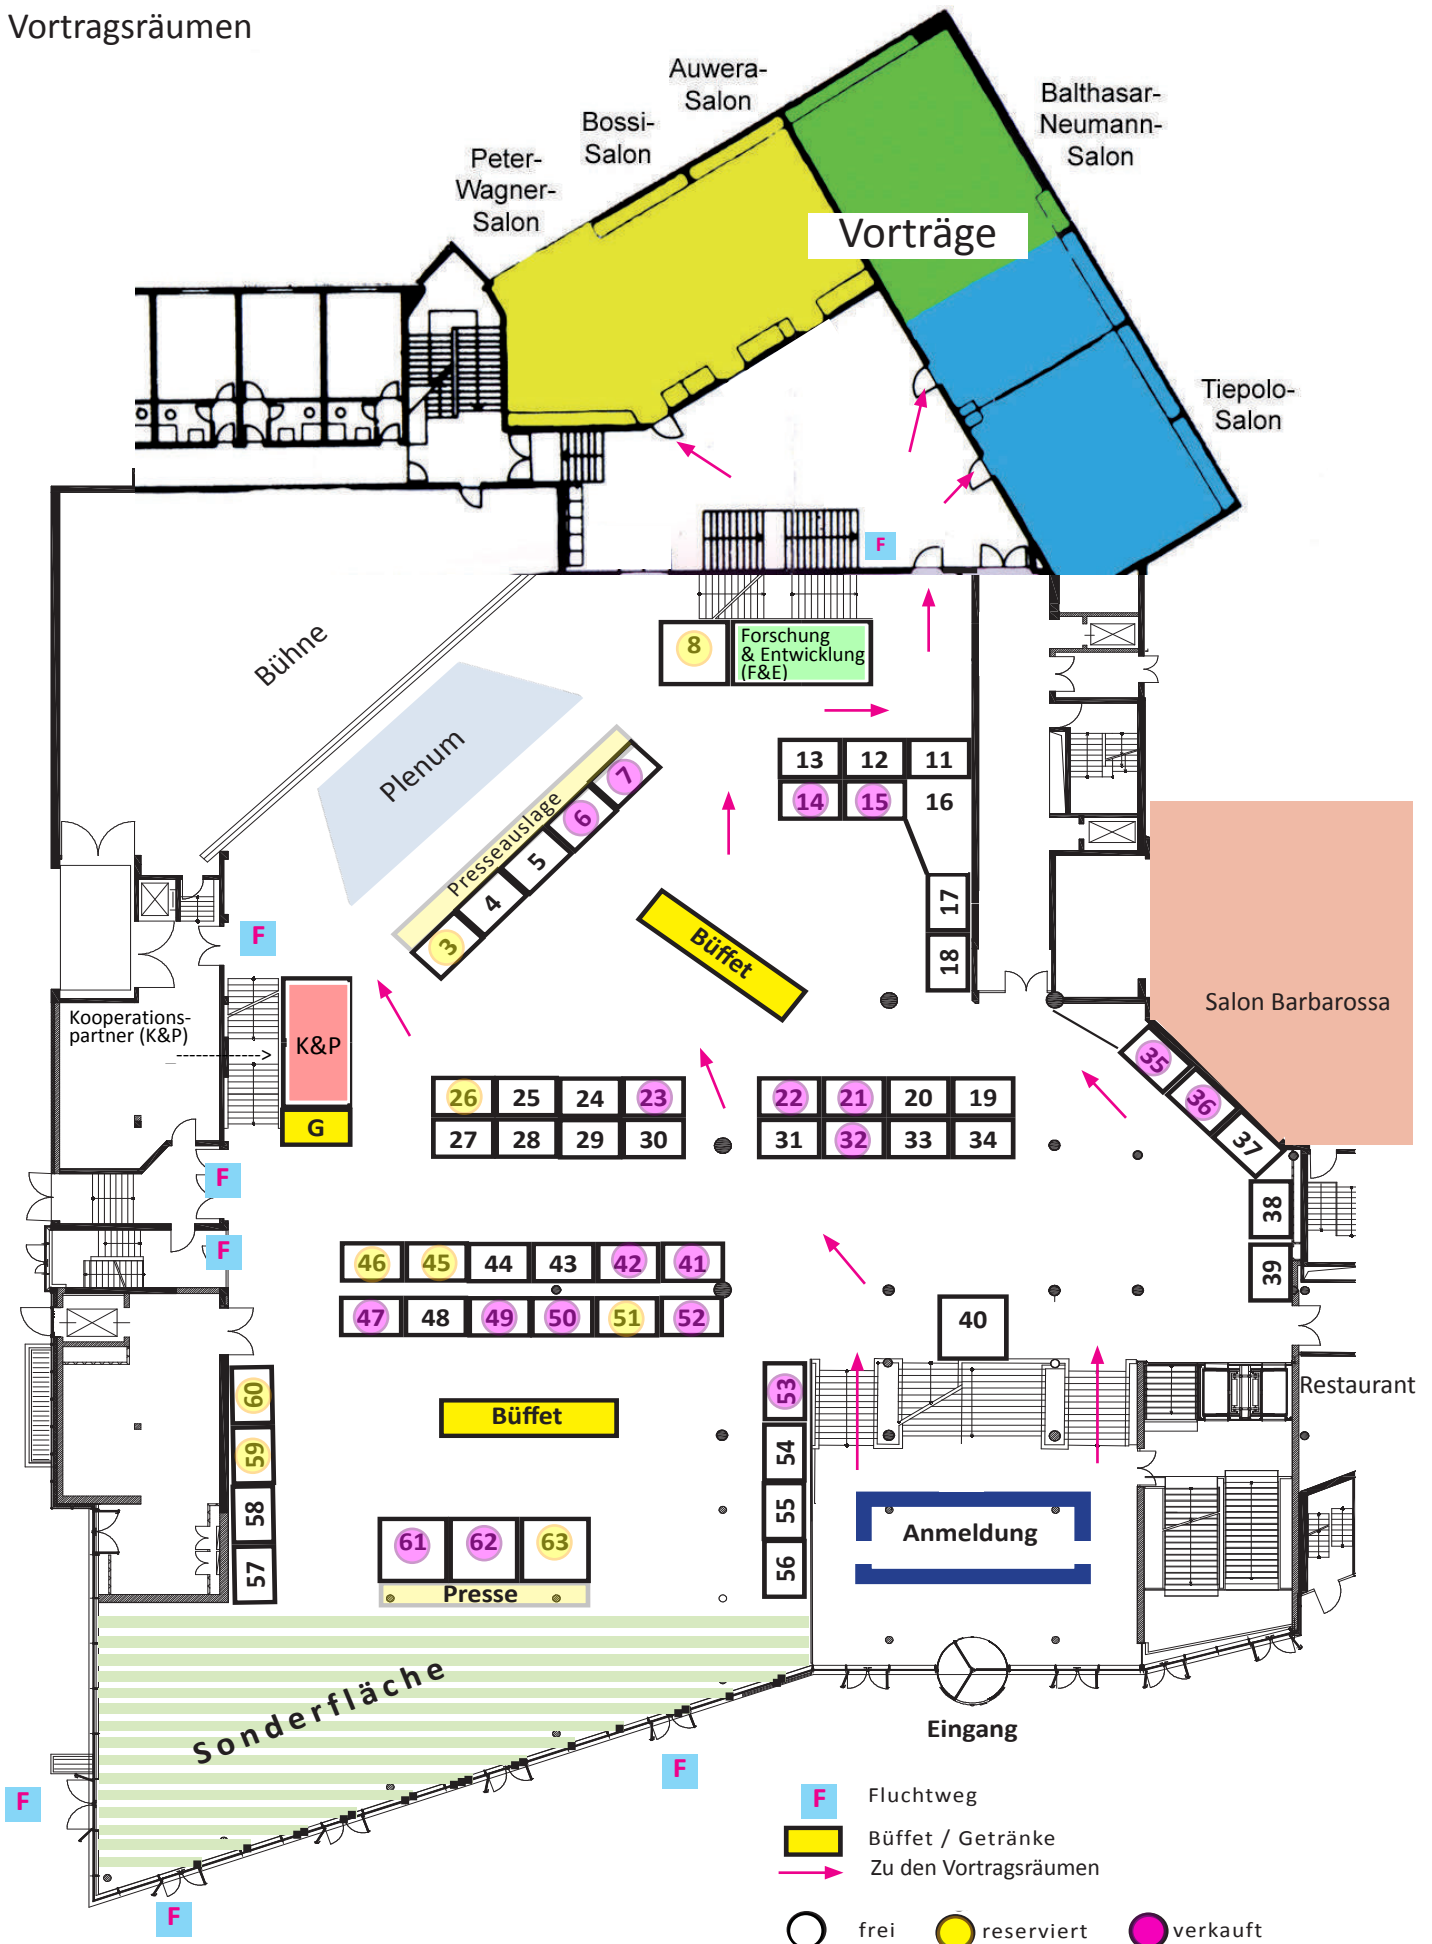 Vortragsräumen
Auwera-
Salon
Bossi-
Salon
Peter-
Wagner-
Salon
Balthasar-
Neumann-
Salon
Vorträge
Tiepolo-
Salon
F
Bühne
Plenum
8
Forschung
& Entwicklung
(F&E)
Presseauslage
7
6
5
4
3
13 12 11
14 15 16
17
18
Büffet
F
Kooperations-
partner (K&P)
K&P
G
Salon Barbarossa
35
36
37
38
39
26 25 24 23
27 28 29 30
22 21 20 19
31 32 33 34
F
F
46 45 44 43 42 41
47 48 49 50 51 52
40
60
59
58
57
Büffet
53
54
55
56
Restaurant
61 62 63
Presse
Anmeldung
Sonderfläche
Eingang
F
F
F
F Fluchtweg
Büffet / Getränke
Zu den Vortragsräumen
frei reserviert verkauft